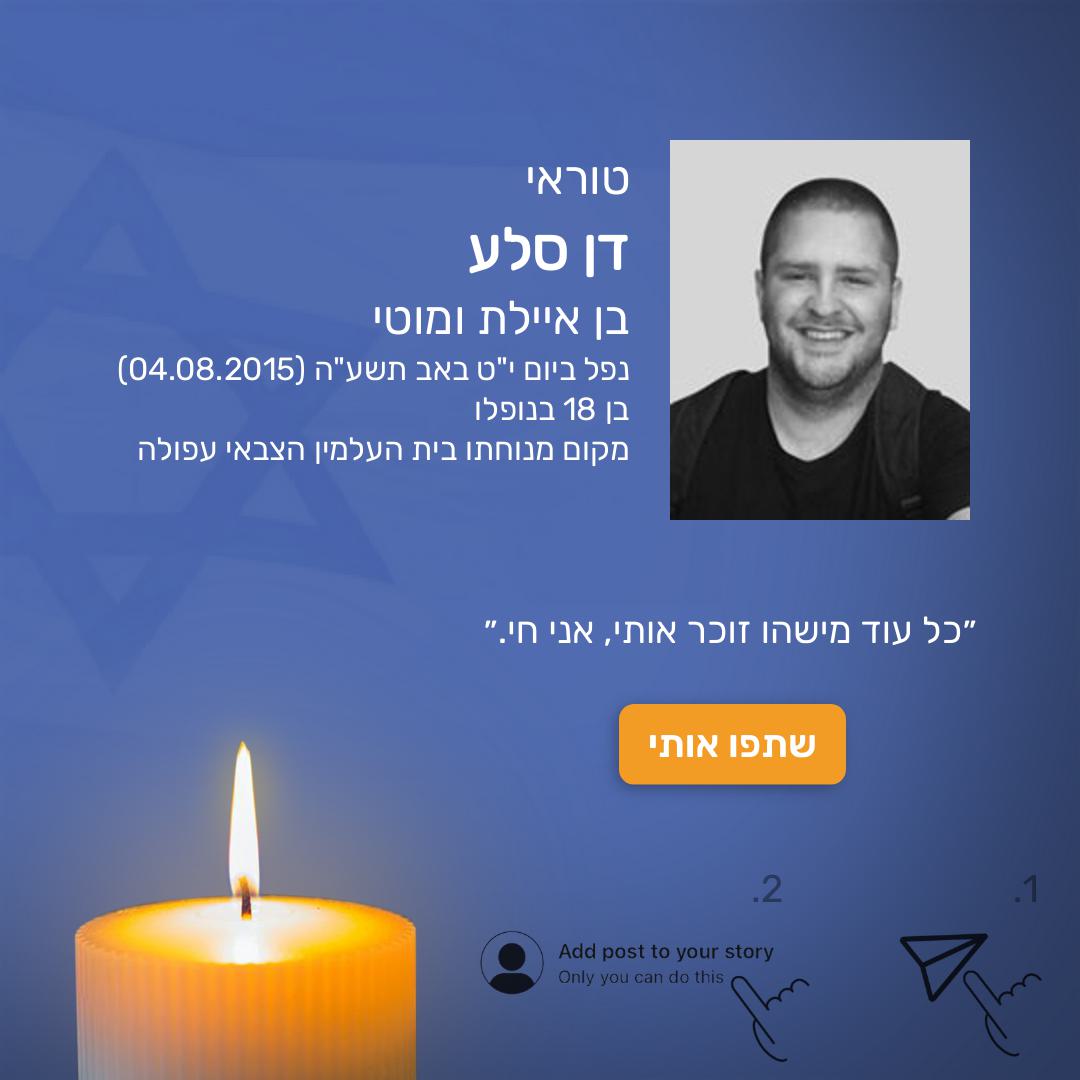 טוראי
דן סלע
בן איילת ומוטי
נפל ביום י"ט באב תשע"ה (04.08.2015)
בן 18 בנופלו
מקום מנוחתו בית העלמין הצבאי עפולה
״כל עוד מישהו זוכר אותי, אני חי.״
שתפו אותי
.1
.2
Add post to your story
Only you can do this